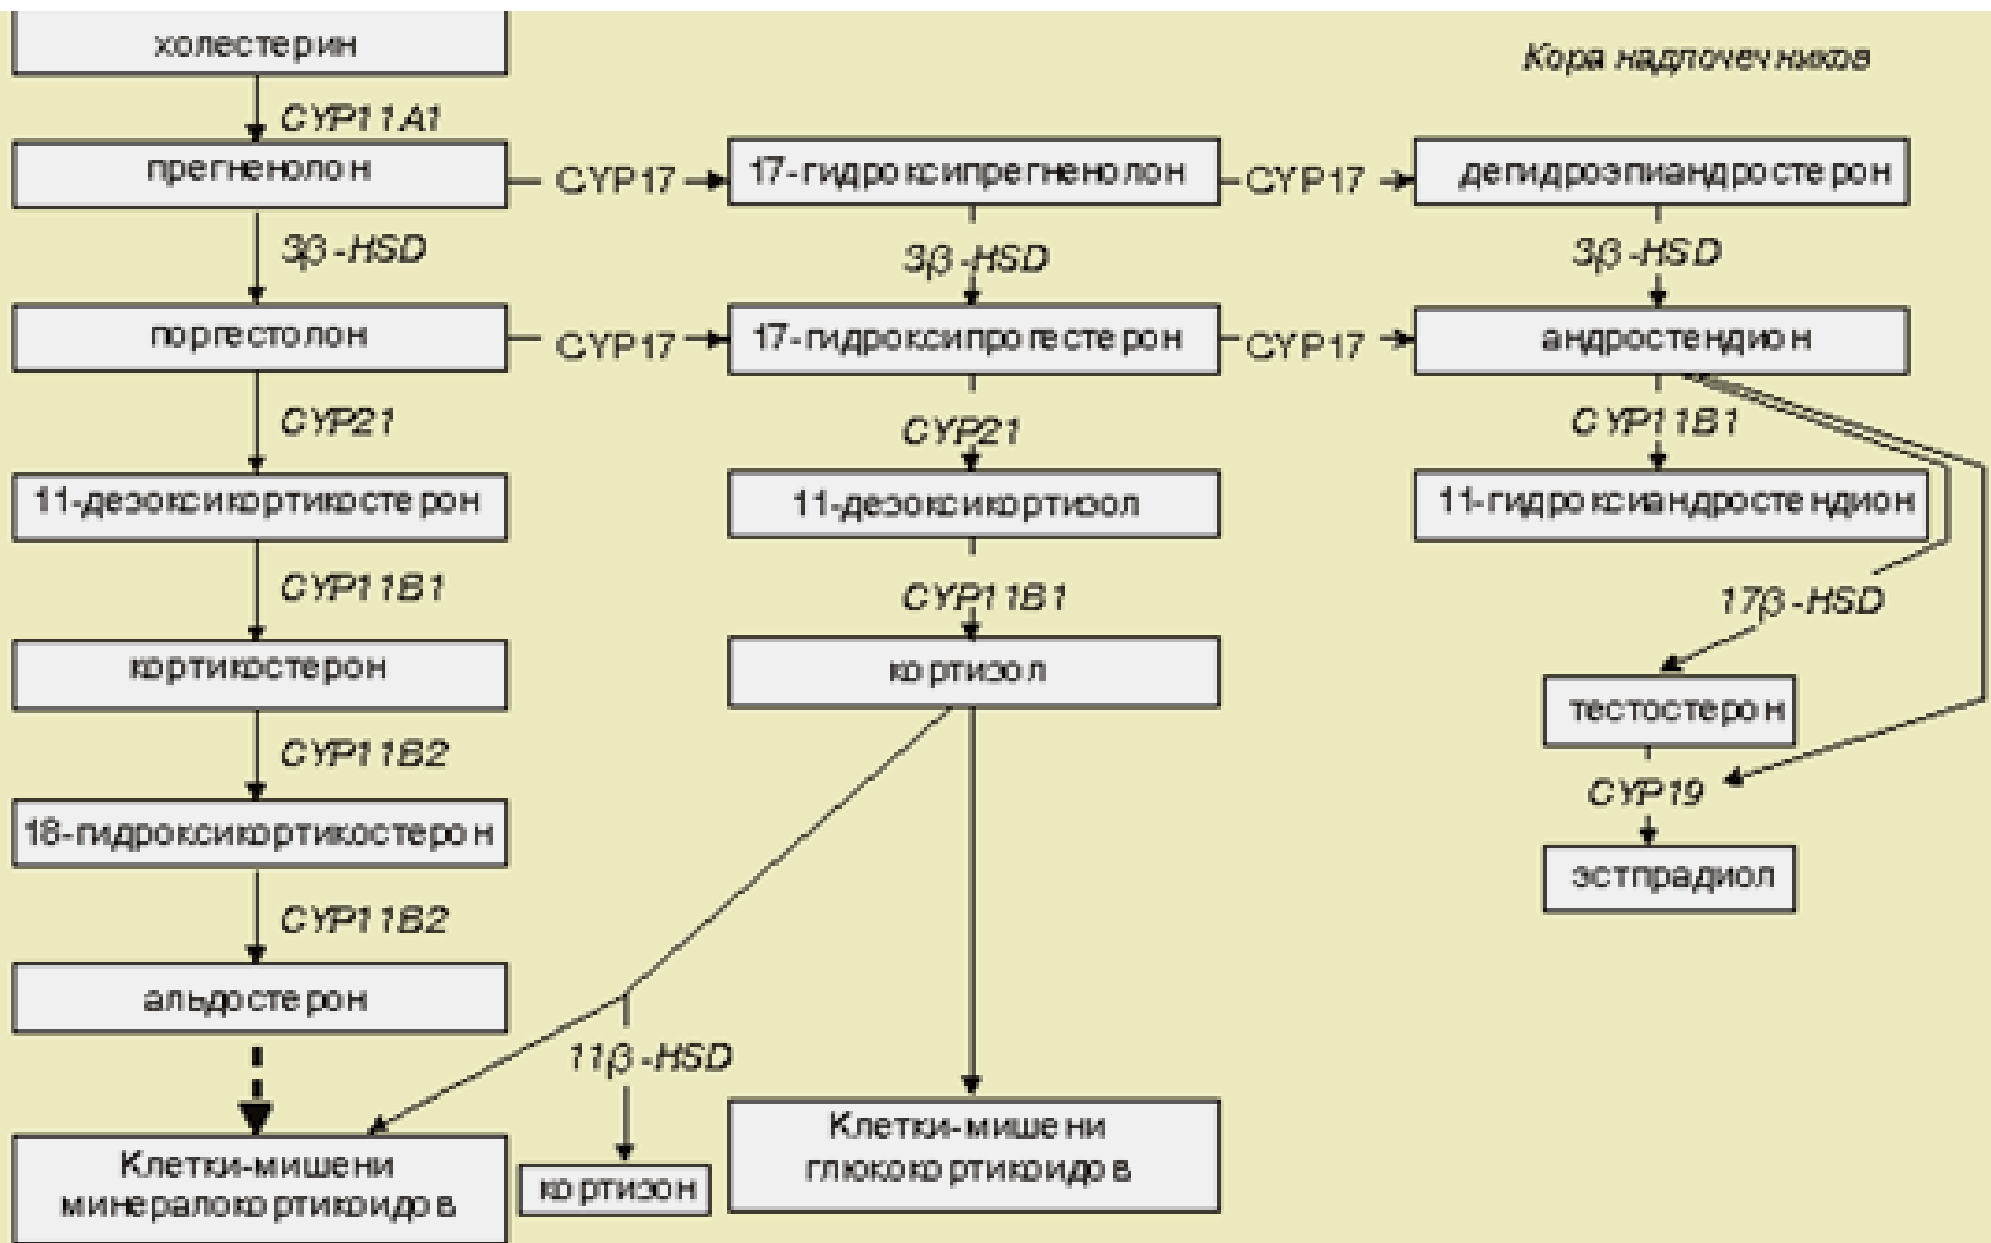 холестерин
Кора надпочечников
CYP11A1
прегненолон
CYP17
17-гидроксипрегненолон
CYP17
дегидроэпиандростерон
3β-HSD
3β-HSD
3β-HSD
поргестолон
CYP17
17-гидроксипрогестерон
CYP17
андростендион
CYP21
CYP21
CYP11B1
11-дезоксикортикостерон
11-дезоксикортизол
11-гидроксиандростендион
CYP11B1
CYP11B1
17β-HSD
кортикостерон
кортизол
тестостерон
CYP11B2
CYP19
18-гидроксикортикостерон
эстпрадиол
CYP11B2
альдостерон
11β-HSD
Клетки-мишени
минералокортикоидов
кортизон
Клетки-мишени
глюкокортикоидов